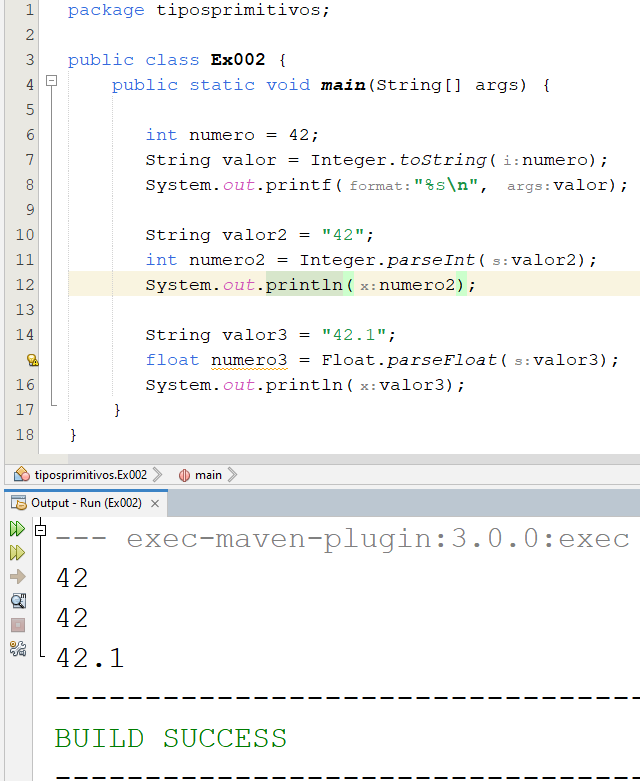 1 package tiposprimitivos;
2
3 public class Ex002 {
4 public static void main(String[] args) {
5
6 int numero = 42;
7 String valor = Integer.toString( i:numero);
8 System.out.printf( format:"%s\n", args:valor);
9
10 String valor2 = "42";
11 int numero2 = Integer.parseInt( s:valor2);
12 System.out.println( x:numero2);
13
14 String valor3 = "42.1";
float numero3 = Float.parseFloat( s:valor3);
16 System.out.println( x:valor3);
17 }
18 }
tiposprimitivos.Ex002 main
Output - Run (Ex002) ×
--- exec-maven-plugin:3.0.0:exec
42
42
42.1
------------------------------------
BUILD SUCCESS
------------------------------------